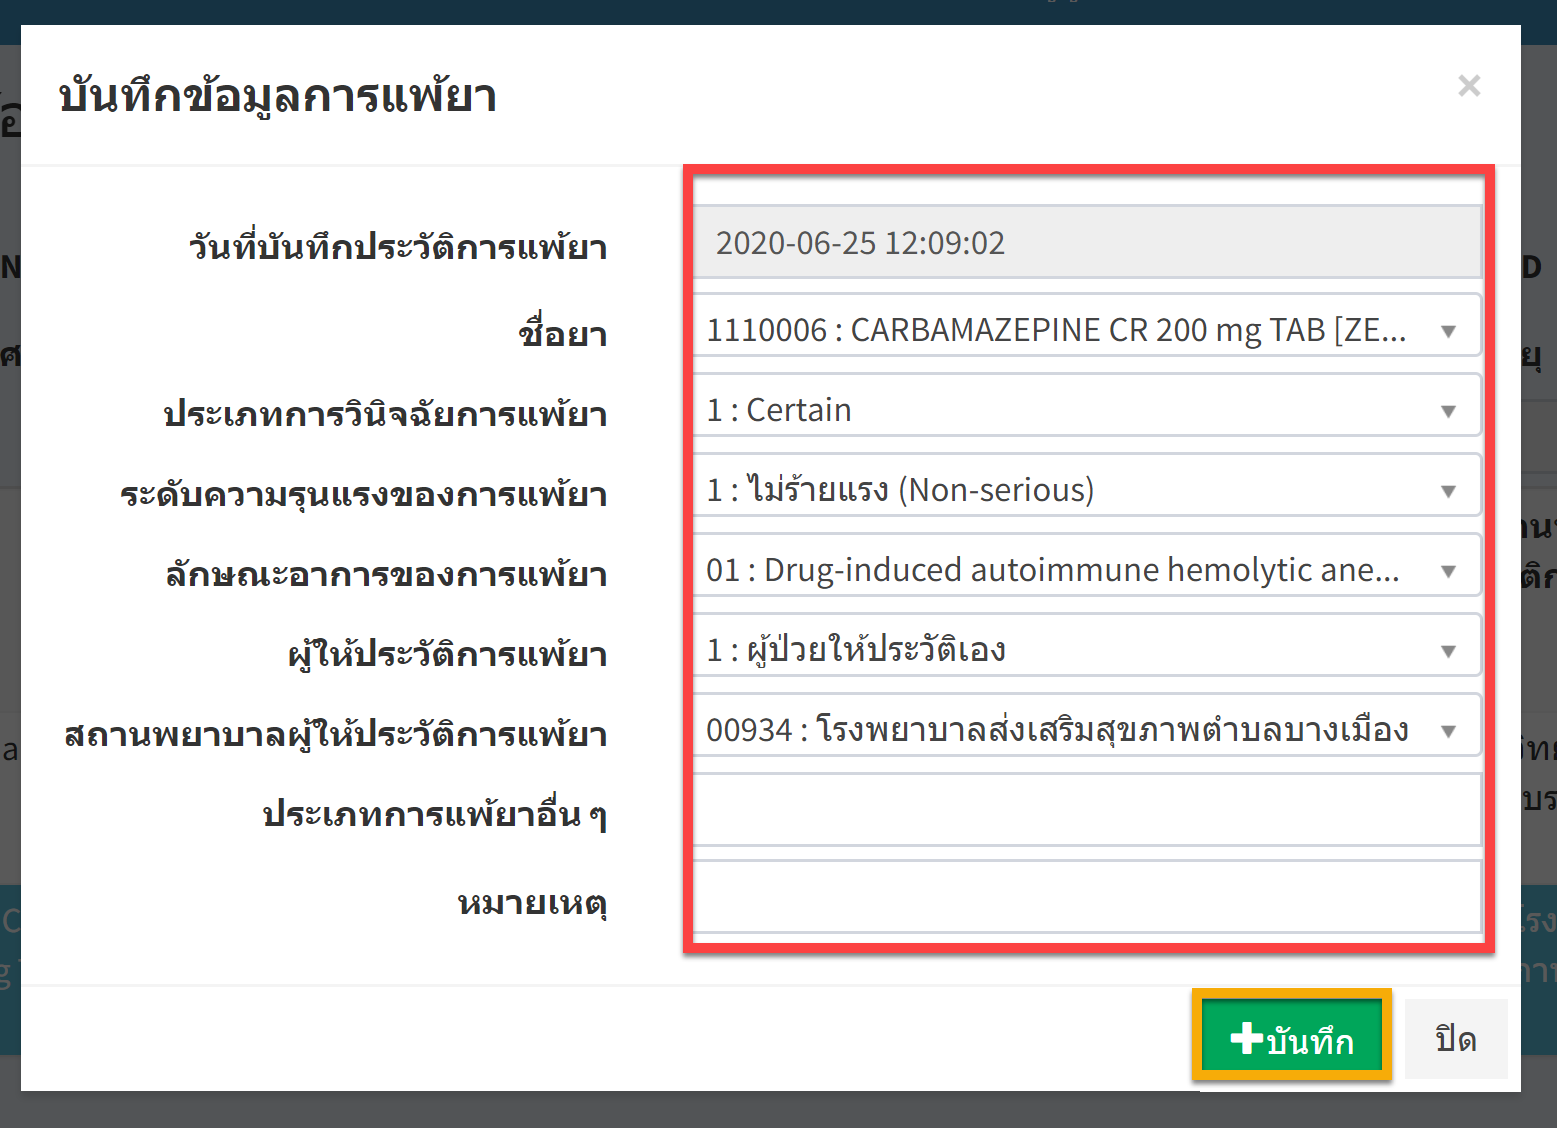 บันทึกข้อมูลการแพ้ยา
×
วันที่บันทึกประวัติการแพ้ยา 2020-06-25 12:09:02
ชื่อยา 1110006 : CARBAMAZEPINE CR 200 mg TAB [ZE...
ประเภทการวินิจฉัยการแพ้ยา 1 : Certain
ระดับความรุนแรงของการแพ้ยา 1 : ไม่ร้ายแรง (Non-serious)
ลักษณะอาการของการแพ้ยา 01 : Drug-induced autoimmune hemolytic ane...
ผู้ให้ประวัติการแพ้ยา 1 : ผู้ป่วยให้ประวัติเอง
สถานพยาบาลผู้ให้ประวัติการแพ้ยา 00934 : โรงพยาบาลส่งเสริมสุขภาพตำบลบางเมือง
ประเภทการแพ้ยาอื่น ๆ
หมายเหตุ
บันทึก ปิด